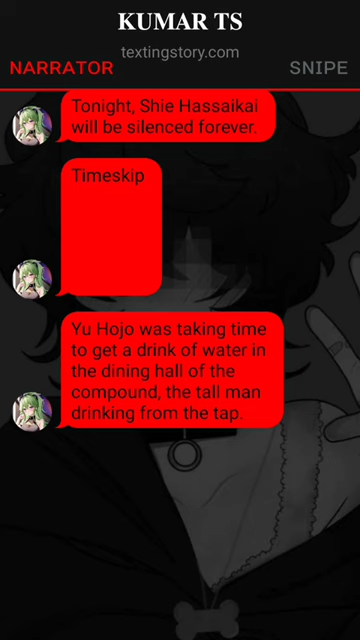 KUMAR TS
textingstory.com
NARRATOR
SNIPE
Tonight, Shie Hassaikai
will be silenced forever.
Timeskip
Yu Hojo was taking time
to get a drink of water in
the dining hall of the
compound, the tall man
drinking from the tap.